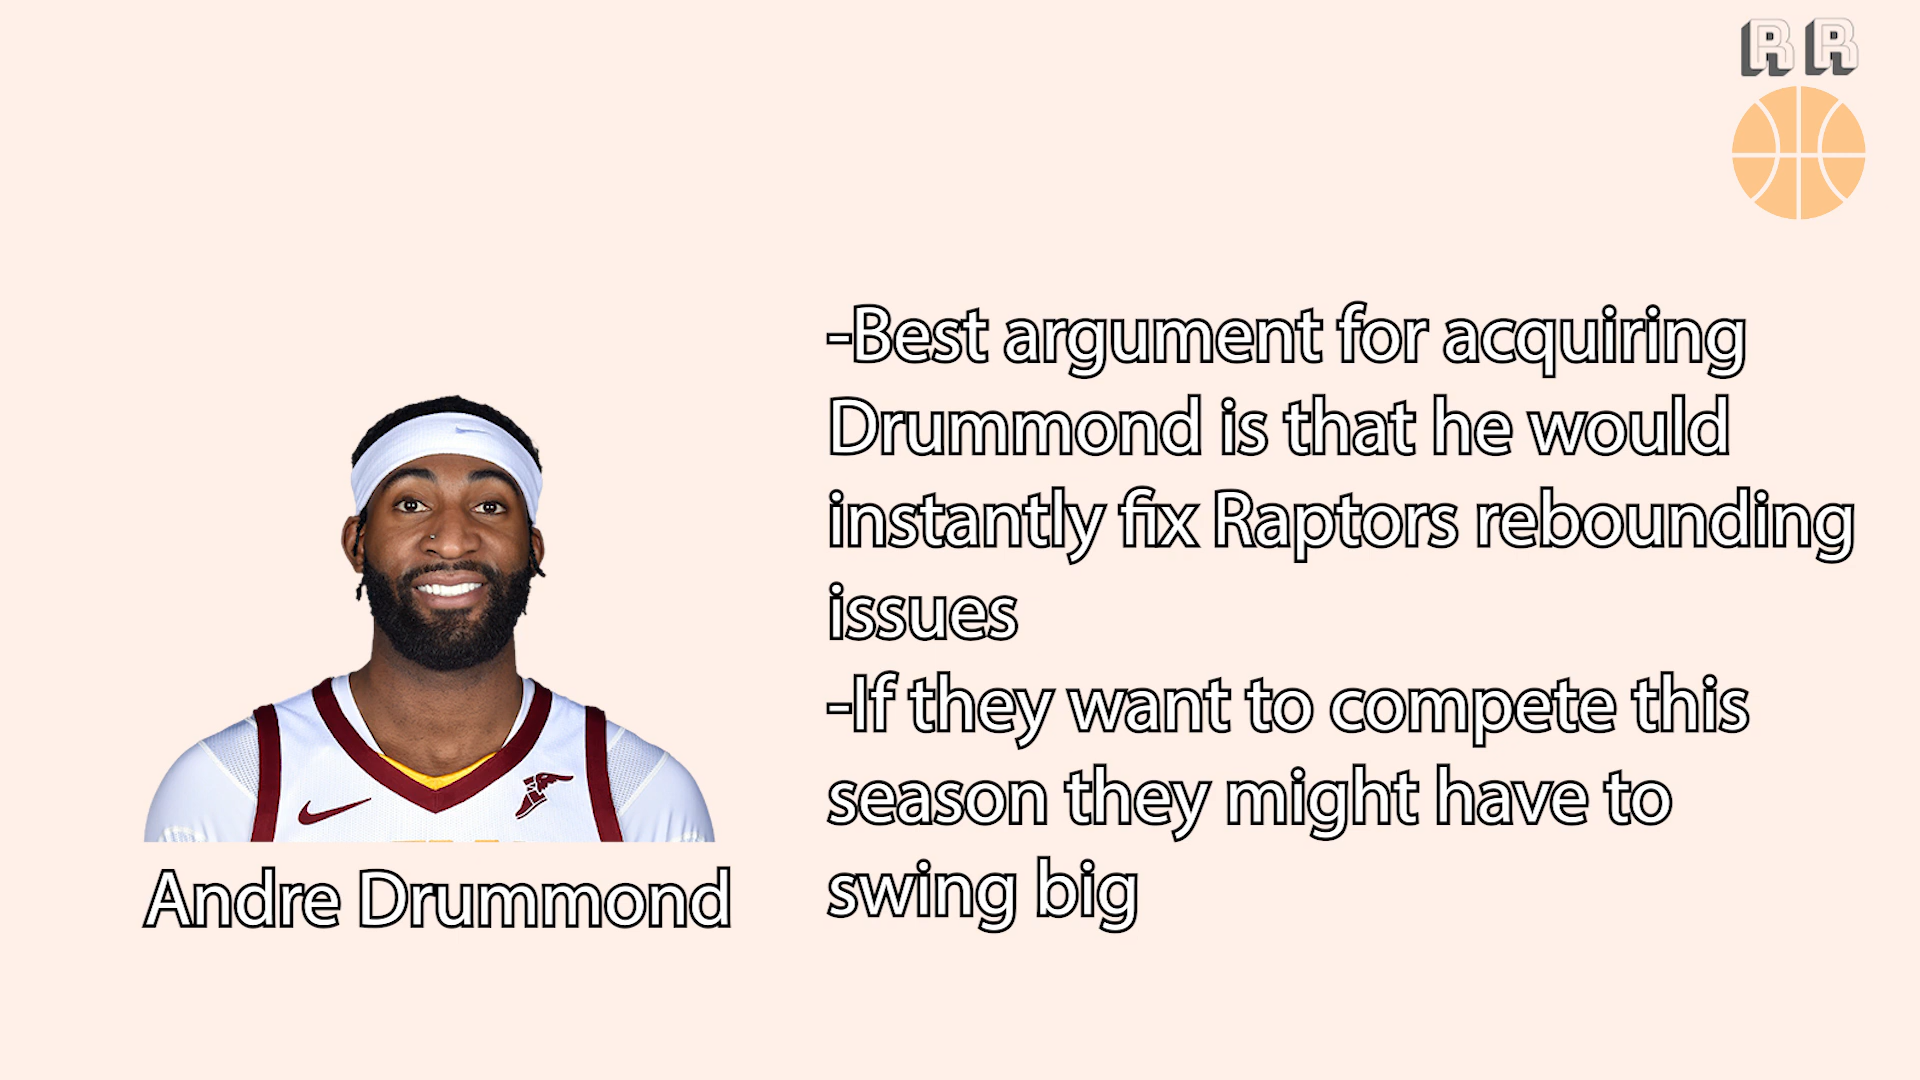 R R
-Best argument for acquiring
Drummond is that he would
instantly fix Raptors rebounding
issues
-If they want to compete this
season they might have to
swing big
Andre Drummond